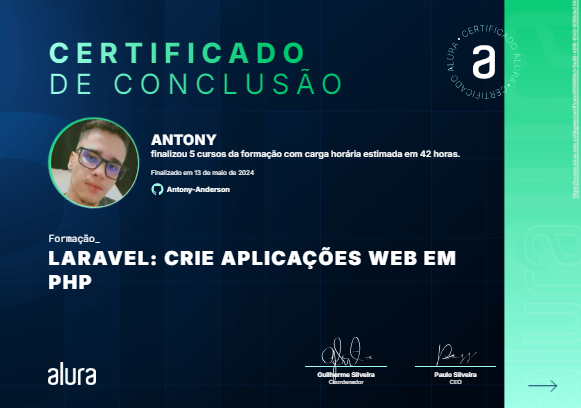 CERTIFICADO
DE CONCLUSÃO
CERTIFICADO ALURA • CERTIFICADO ALURA •
a
ANTONY
finalizou 5 cursos da formação com carga horária estimada em 42 horas.
Finalizado em 13 de maio de 2024
Antony-Anderson
Formação_
LARAVEL: CRIE APLICAÇÕES WEB EM
PHP
alura
Guilherme Silveira
Coordenador
Paulo Silveira
CEO
alura